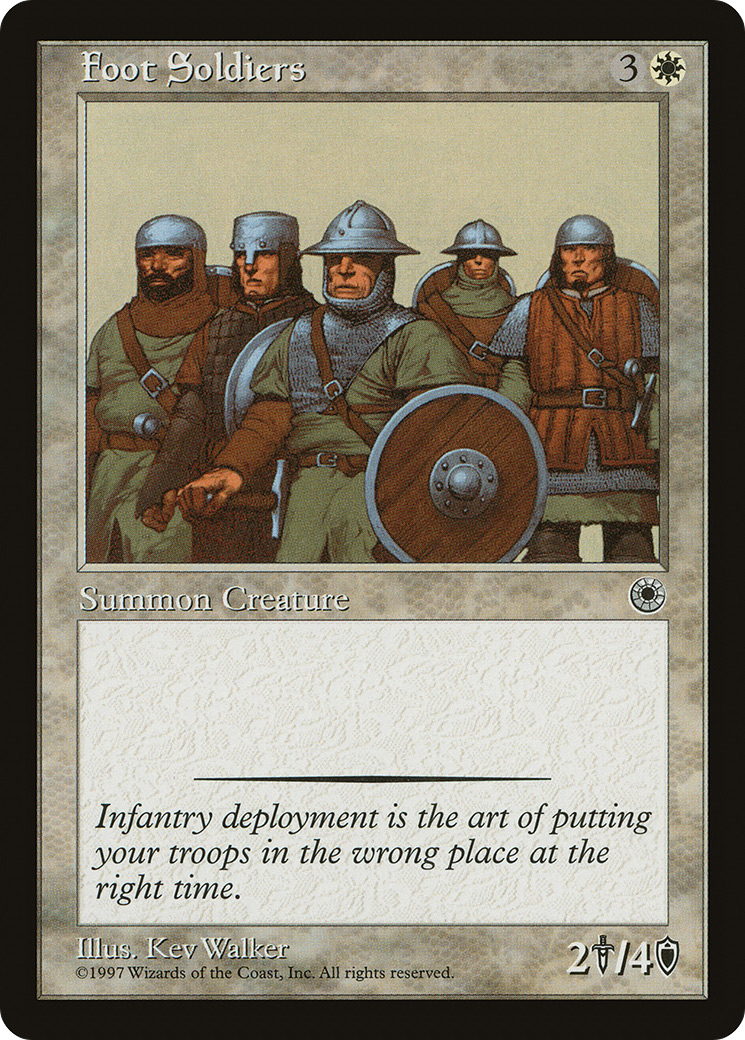 Foot Soldiers 3
Summon Creature
Infantry deployment is the art of putting
your troops in the wrong place at the
right time.
Illus. Kev Walker
©1997 Wizards of the Coast, Inc. All rights reserved.
2/4